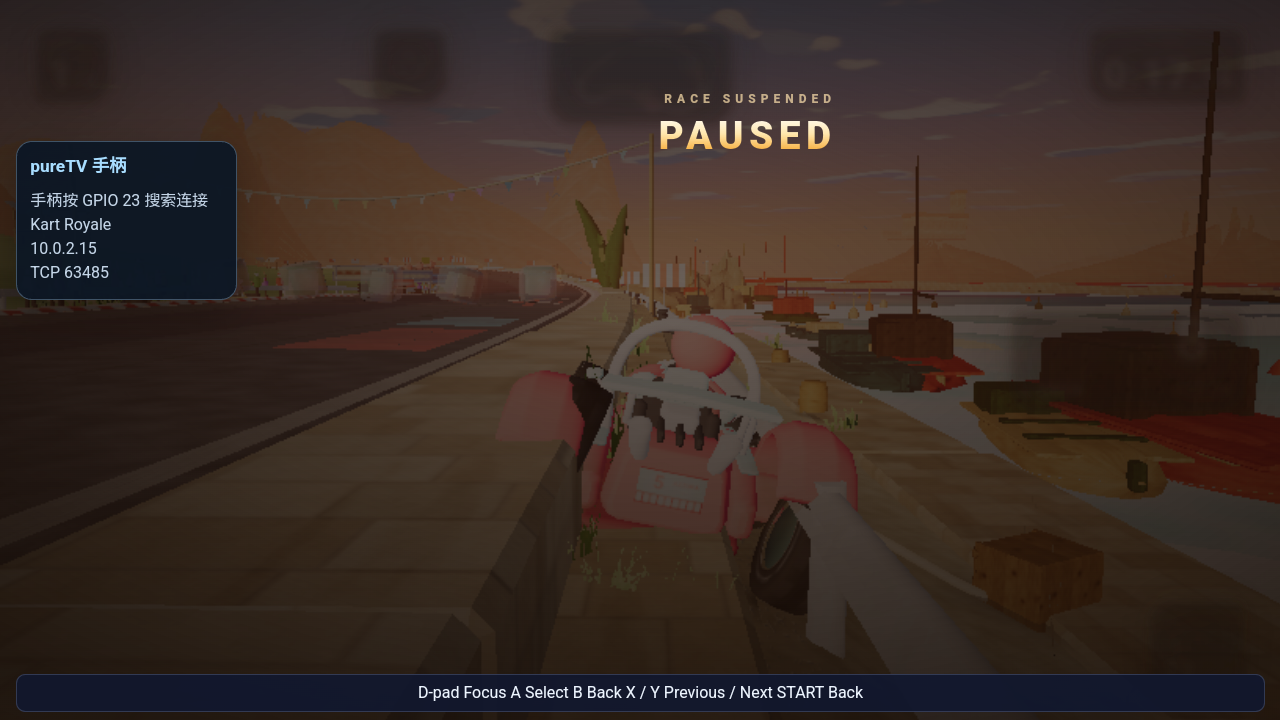 RACE SUSPENDED
PAUSED
pureTV 手柄
手柄按 GPIO 23 搜索连接
Kart Royale
10.0.2.15
TCP 63485
D-pad Focus A Select B Back X / Y Previous / Next START Back